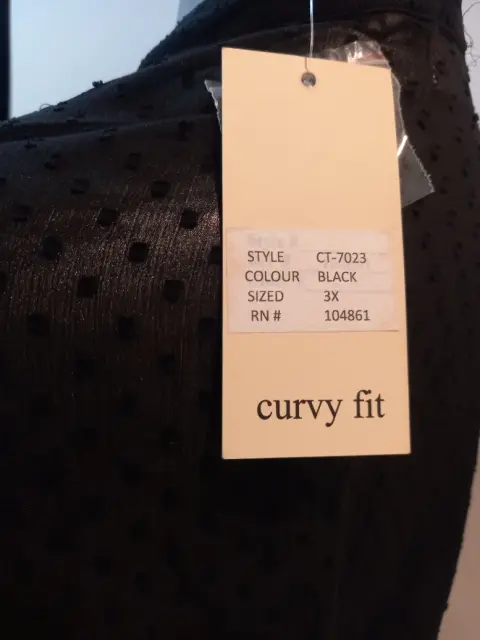 STYLE CT-7023
COLOUR BLACK
SIZED 3X
RN # 104861
curvy fit